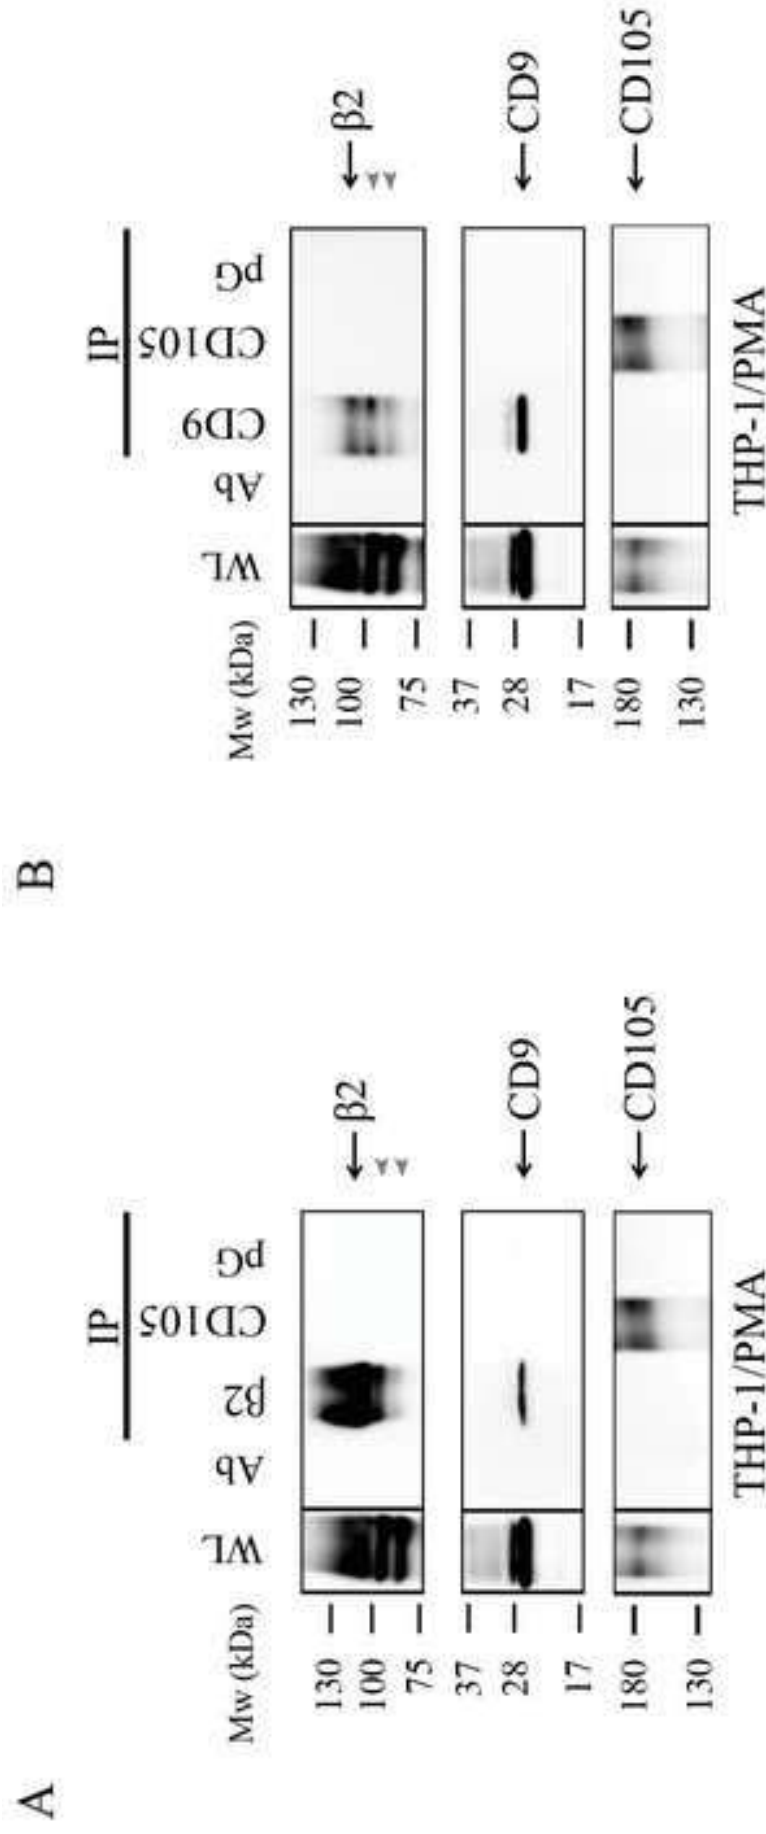 A
IP
Mw (kDa)
WL
Ab
β2
CD105
pG
130
100
75
β2
37
28
17
CD9
180
130
CD105
THP-1/PMA
B
IP
Mw (kDa)
WL
Ab
CD9
CD105
pG
130
100
75
β2
37
28
17
CD9
180
130
CD105
THP-1/PMA